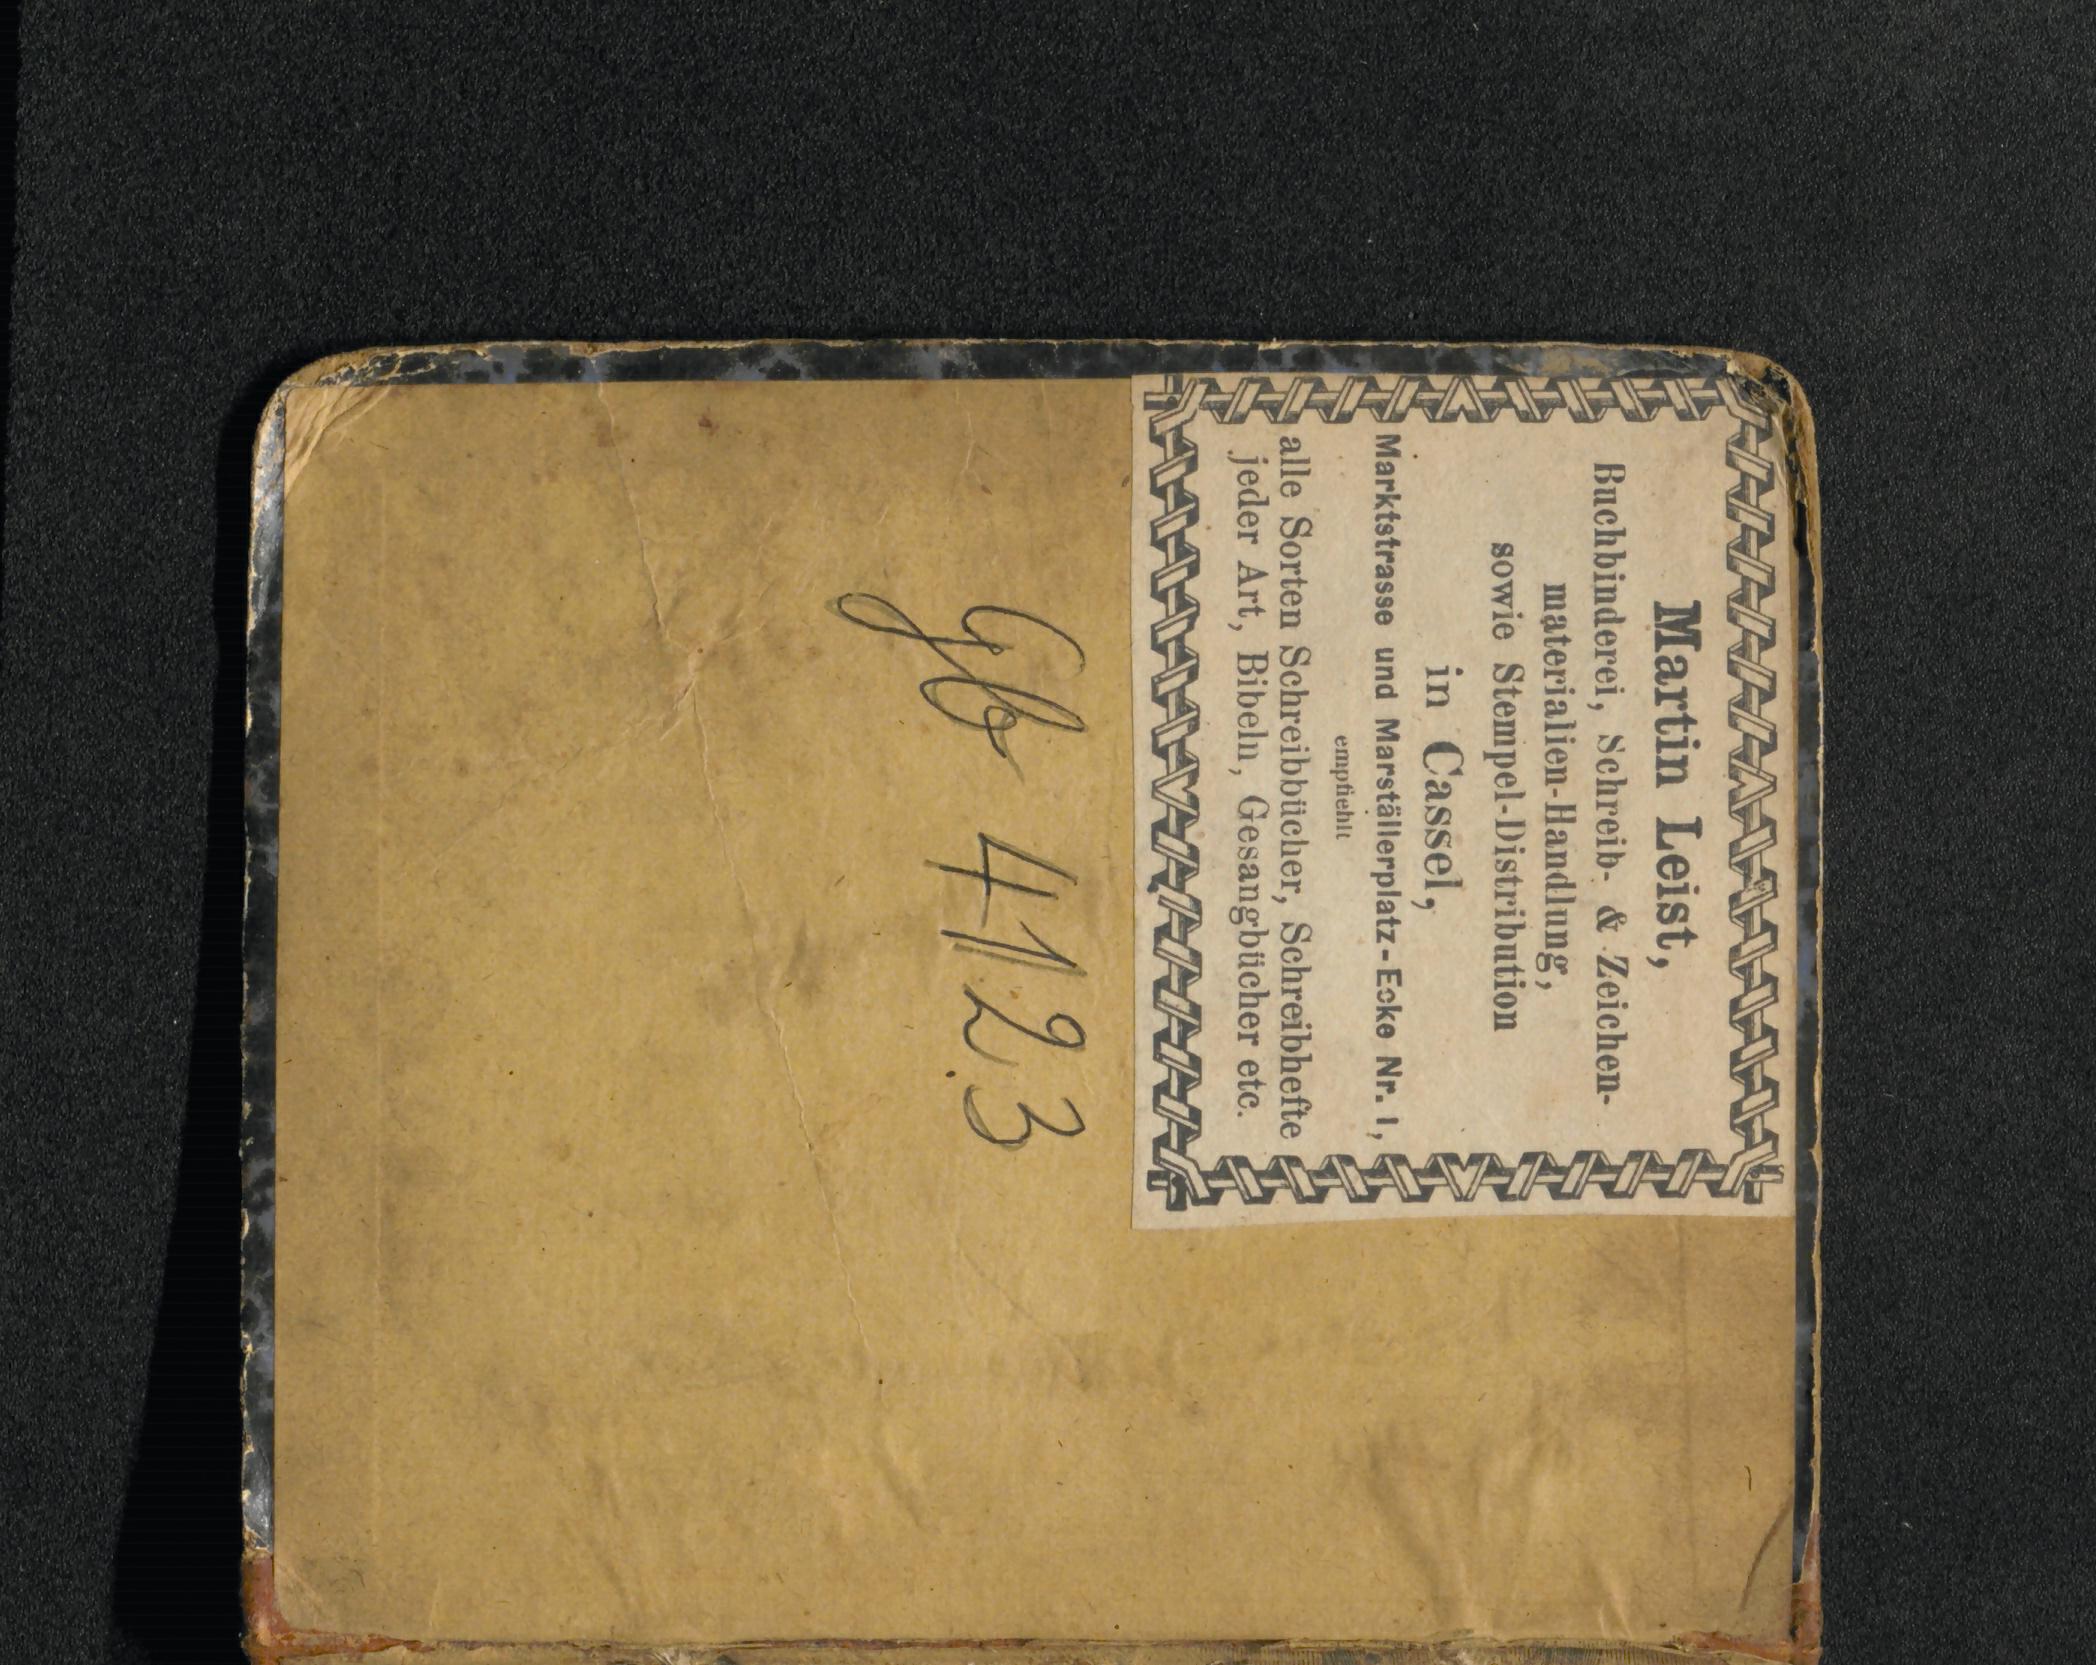 Martin Leist,
Buchbinderei, Schreib- & Zeichen-
materialien-Handlung,
sowie Stempel-Distribution
in Cassel,
Marktstrasse und Marställerplatz-Ecke Nr. 1,
empfiehlt
alle Sorten Schreibbücher, Schreibhefte
jeder Art, Bibeln, Gesangbücher etc.
Gb 4123